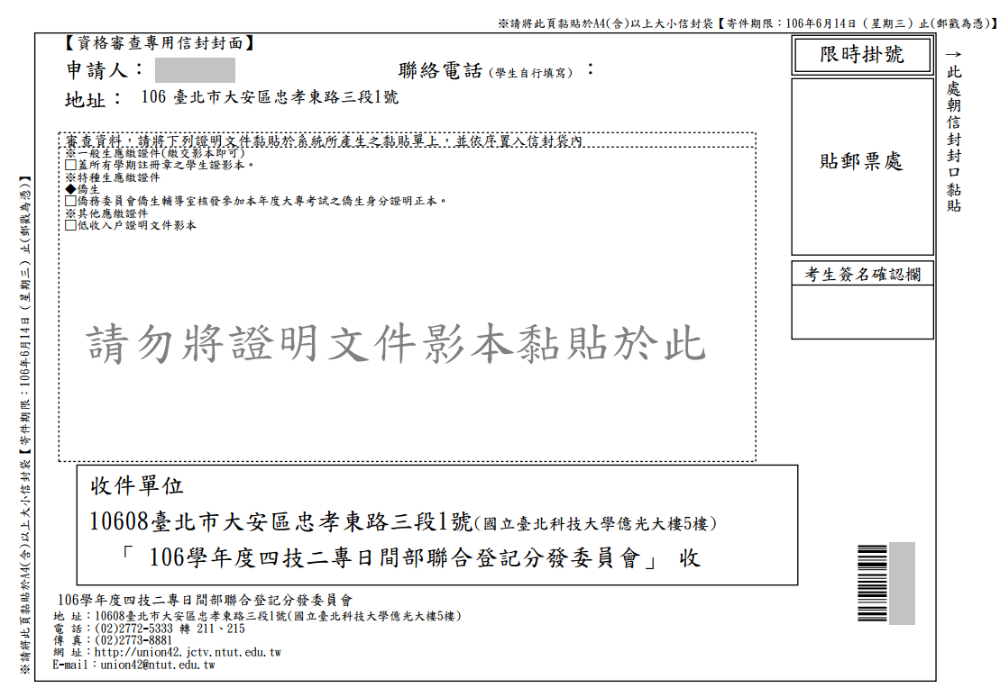 ※請將此頁黏貼於A4(含)以上大小信封袋【寄件期限：106年6月14日（星期三）止(郵戳為憑)】
【資格審查專用信封封面】
申請人：
聯絡電話(學生自行填寫)：
地址： 106 臺北市大安區忠孝東路三段1號
限時掛號
→此處朝信封封口黏貼
貼郵票處
考生簽名確認欄
審查資料，請將下列證明文件黏貼於系統所產生之黏貼單上，並依序置入信封袋內
※一般生應繳證件(繳交影本即可)
□蓋所有學期註冊章之學生證影本。
※特種生應繳證件
◆僑生
□僑務委員會僑生輔導室核發參加本年度大專考試之僑生身分證明正本。
※其他應繳證件
□低收入戶證明文件影本
請勿將證明文件影本黏貼於此
收件單位
10608臺北市大安區忠孝東路三段1號(國立臺北科技大學億光大樓5樓)
「 106學年度四技二專日間部聯合登記分發委員會」 收
106學年度四技二專日間部聯合登記分發委員會
地 址：10608臺北市大安區忠孝東路三段1號(國立臺北科技大學億光大樓5樓)
電 話：(02)2772-5333 轉 211、215
傳 真：(02)2773-8881
網 址：http://union42.jctv.ntut.edu.tw
E-mail：union42@ntut.edu.tw
※請將此頁黏貼於A4(含)以上大小信封袋【寄件期限：106年6月14日（星期三）止(郵戳為憑)】